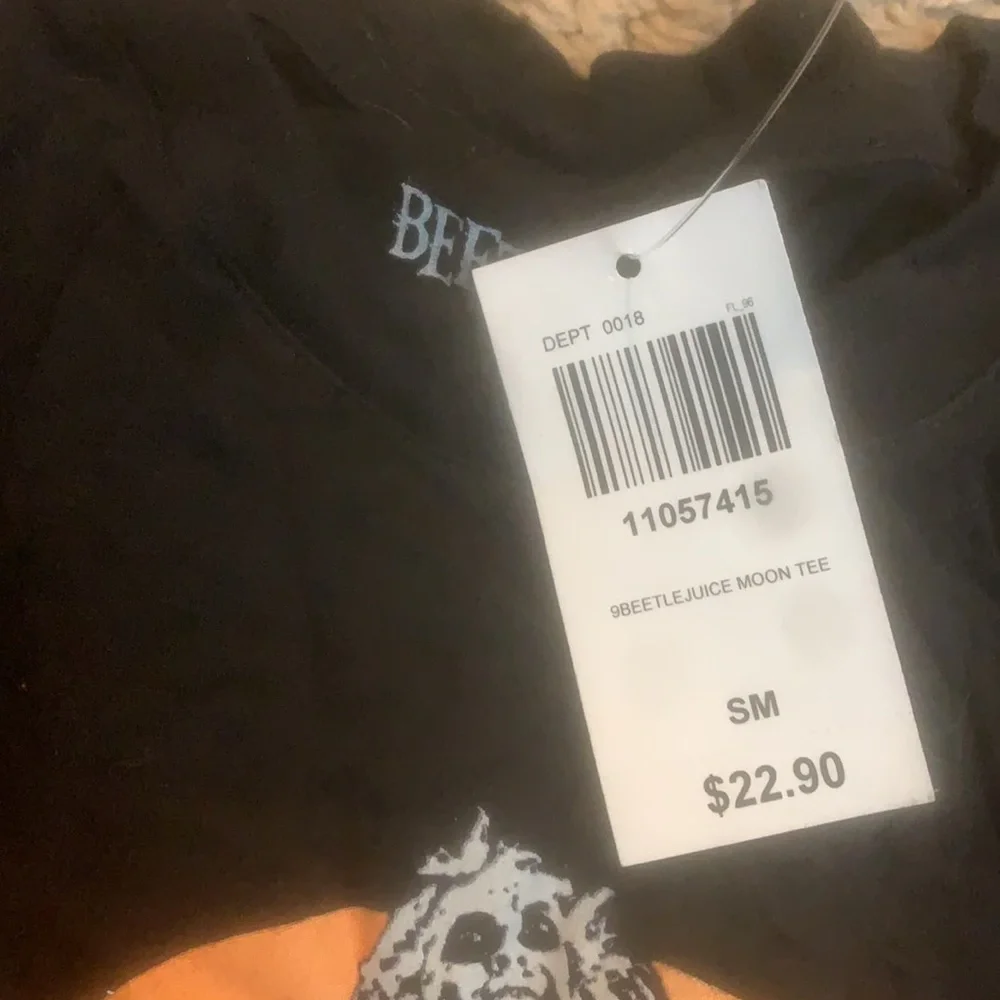 BEE
DEPT 0018
FL_96
11057415
9BEETLEJUICE MOON TEE
SM
$22.90